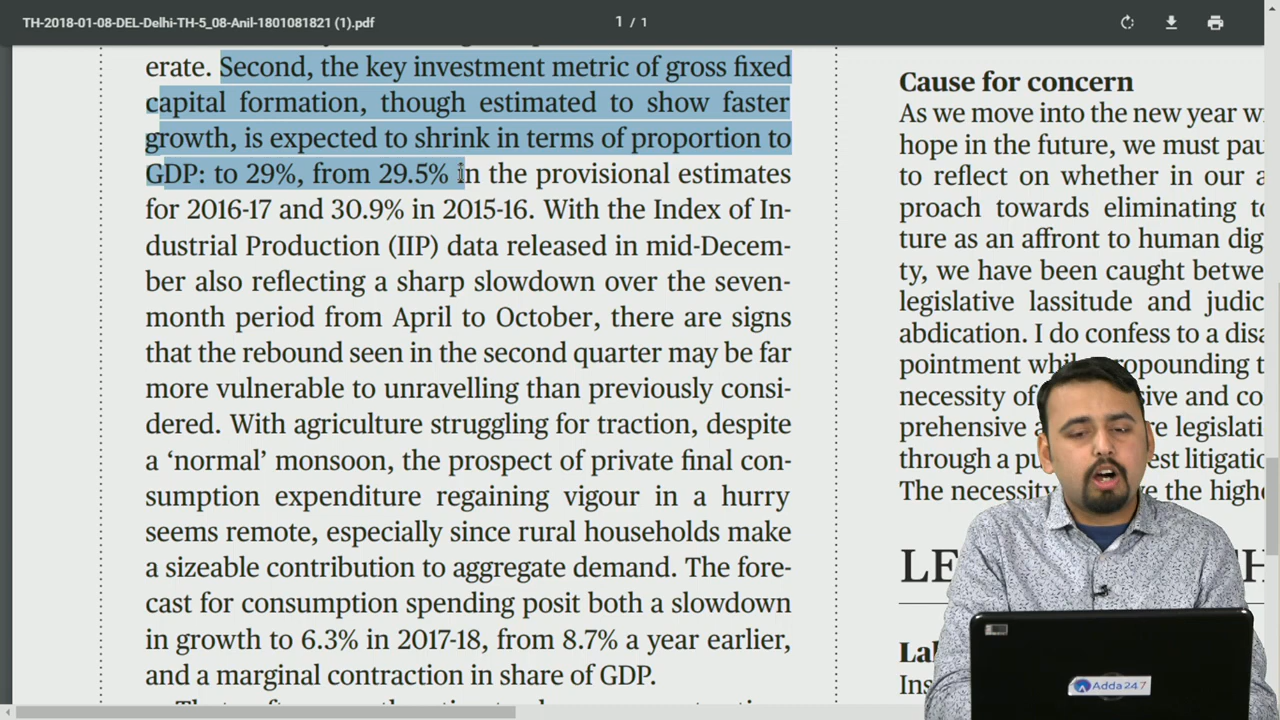 TH-2018-01-08-DEL-Delhi-TH-5_08-Anil-1801081821 (1).pdf
1 / 1
erate. Second, the key investment metric of gross fixed
capital formation, though estimated to show faster
growth, is expected to shrink in terms of proportion to
GDP: to 29%, from 29.5% in the provisional estimates
for 2016-17 and 30.9% in 2015-16. With the Index of In-
dustrial Production (IIP) data released in mid-Decem-
ber also reflecting a sharp slowdown over the seven-
month period from April to October, there are signs
that the rebound seen in the second quarter may be far
more vulnerable to unravelling than previously consi-
dered. With agriculture struggling for traction, despite
a ‘normal’ monsoon, the prospect of private final con-
sumption expenditure regaining vigour in a hurry
seems remote, especially since rural households make
a sizeable contribution to aggregate demand. The fore-
cast for consumption spending posit both a slowdown
in growth to 6.3% in 2017-18, from 8.7% a year earlier,
and a marginal contraction in share of GDP.
Cause for concern
As we move into the new year w
hope in the future, we must pau
to reflect on whether in our a
proach towards eliminating to
ture as an affront to human dig
ty, we have been caught betwe
legislative lassitude and judic
abdication. I do confess to a disa
pointment while propounding t
necessity of sive and co
prehensive legislati
through a pu est litigatio
The necessity the highe
LE
Lal
Ins
Adda247